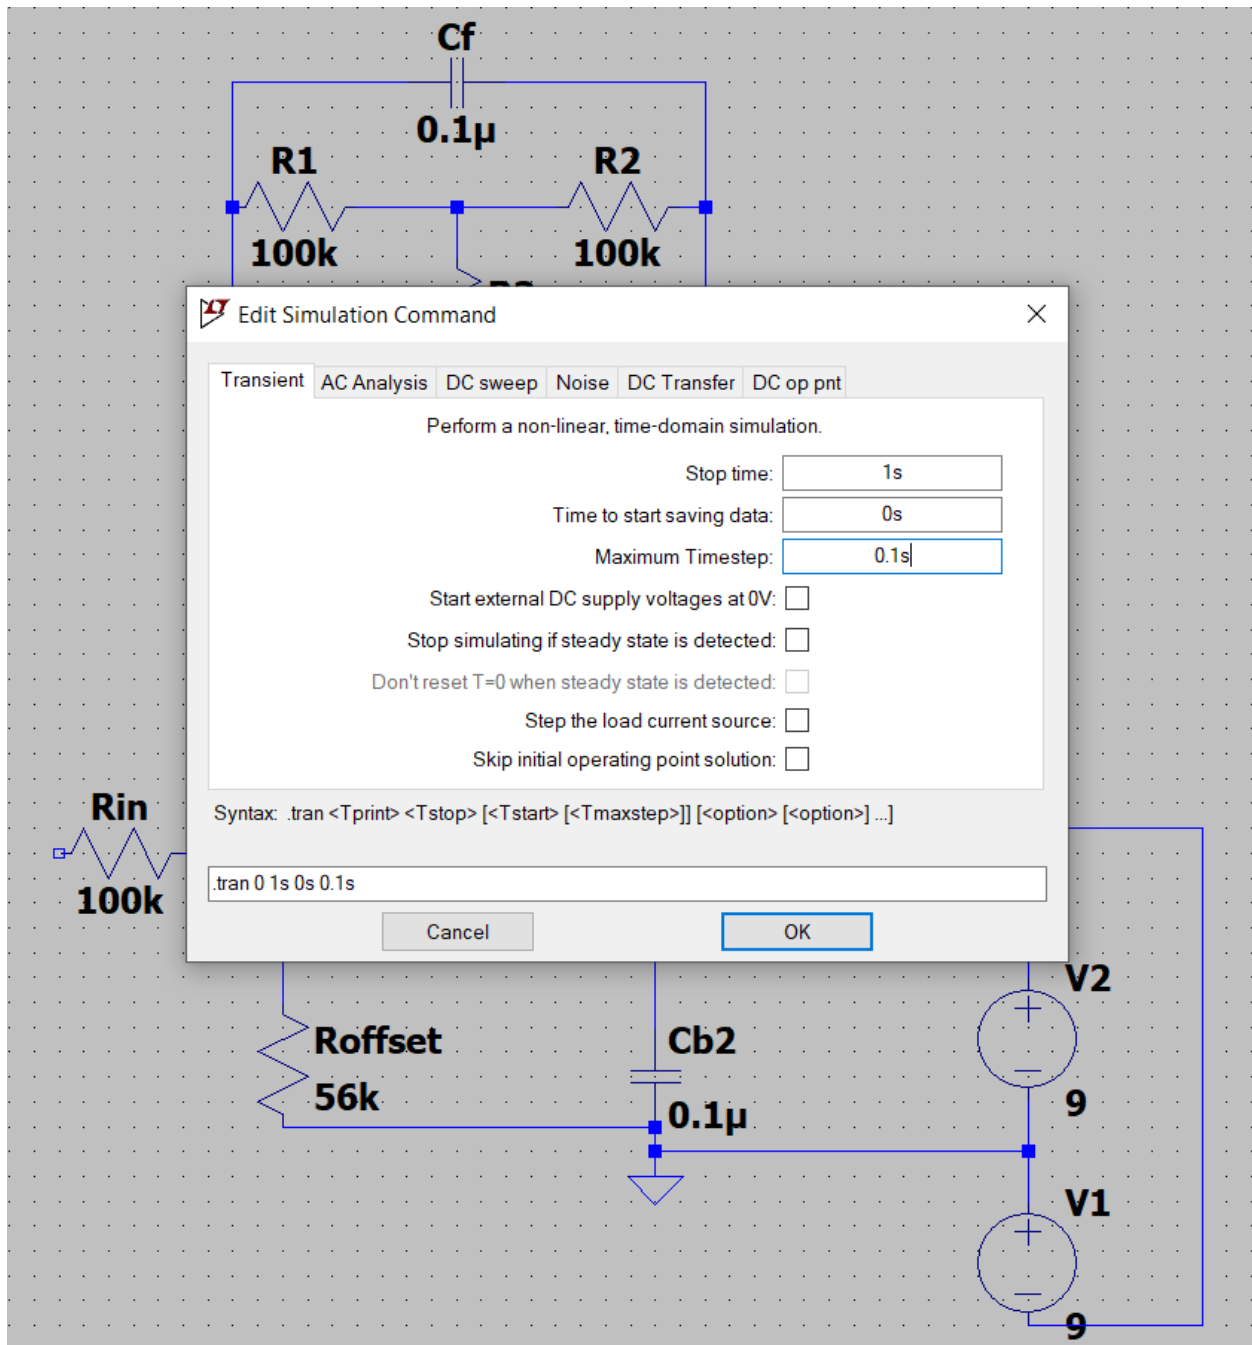 Cf
0.1µ
R1
R2
100k
100k
Edit Simulation Command
Transient AC Analysis DC sweep Noise DC Transfer DC op pnt
Perform a non-linear, time-domain simulation.
Stop time: 1s
Time to start saving data: 0s
Maximum Timestep: 0.1s
Start external DC supply voltages at 0V:
Stop simulating if steady state is detected:
Don't reset T=0 when steady state is detected:
Step the load current source:
Skip initial operating point solution:
Syntax: .tran <Tprint> <Tstop> [<Tstart> [<Tmaxstep>]] [<option> [<option>] ...]
.tran 0 1s 0s 0.1s
Cancel OK
Rin
100k
V2
9
Roffset
56k
Cb2
0.1µ
V1
9